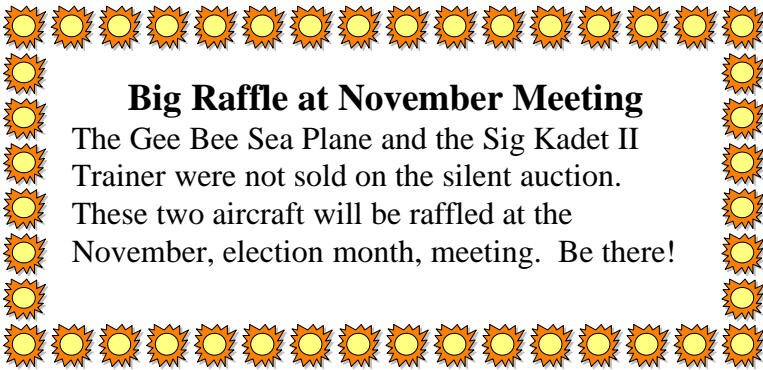 Big Raffle at November Meeting
The Gee Bee Sea Plane and the Sig Kadet II
Trainer were not sold on the silent auction.
These two aircraft will be raffled at the
November, election month, meeting.  Be there!